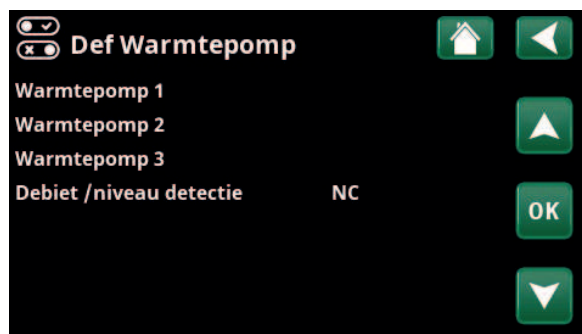 Def Warmtepomp
Warmtepomp 1
Warmtepomp 2
Warmtepomp 3
Debiet /niveau detectie NC
OK